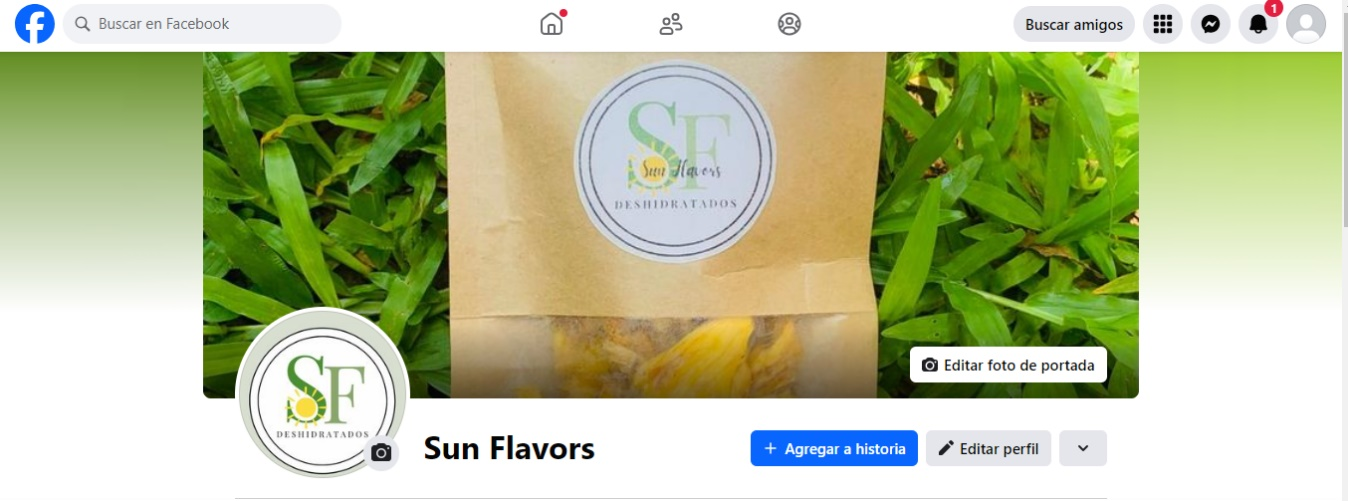 Buscar en Facebook
Buscar amigos
1
SF
Sun Flavors
DESHIDRATADOS
Editar foto de portada
SF
DESHIDRATADOS
Sun Flavors
+ Agregar a historia
Editar perfil